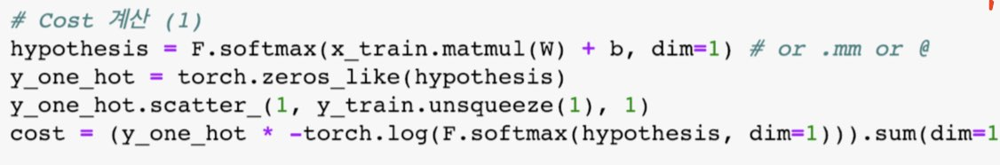 # Cost 계산 (1)
hypothesis = F.softmax(x_train.matmul(W) + b, dim=1) # or .mm or @
y_one_hot = torch.zeros_like(hypothesis)
y_one_hot.scatter_(1, y_train.unsqueeze(1), 1)
cost = (y_one_hot * -torch.log(F.softmax(hypothesis, dim=1))).sum(dim=1